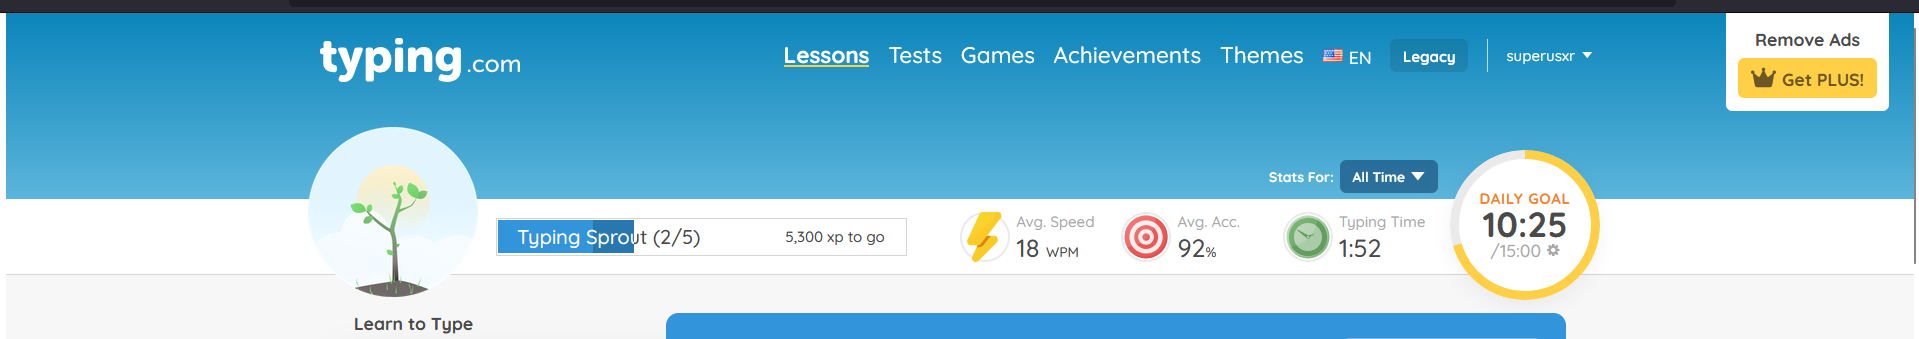 typing.com
Lessons Tests Games Achievements Themes EN Legacy superusxr
Remove Ads
Get PLUS!
Stats For: All Time
Typing Sprout (2/5) 5,300 xp to go
Avg. Speed
18 WPM
Avg. Acc.
92%
Typing Time
1:52
DAILY GOAL
10:25
/15:00
Learn to Type